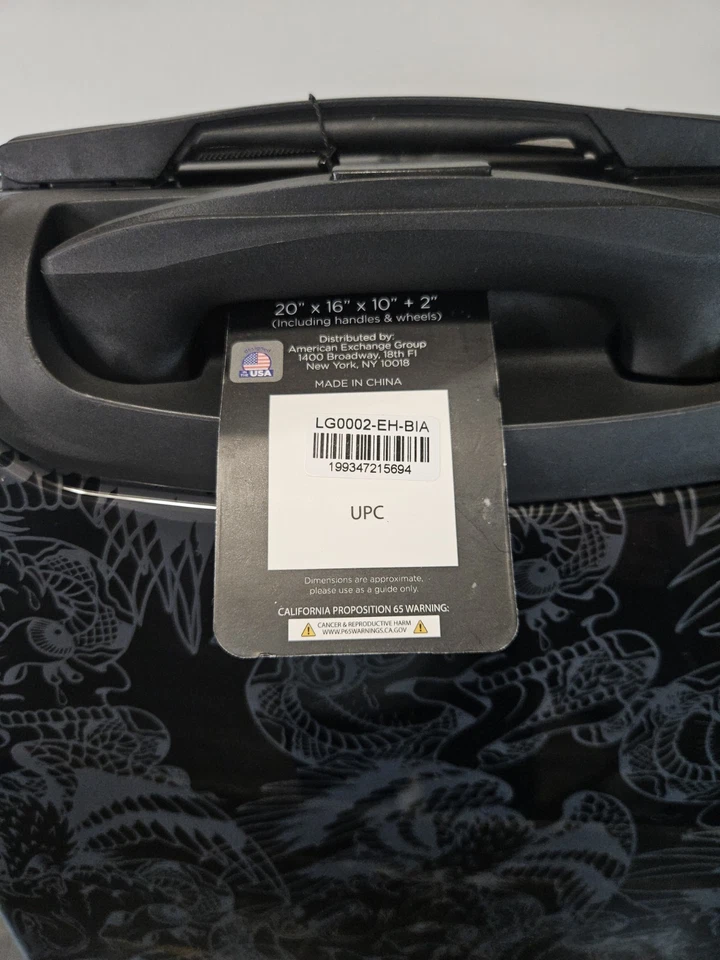 20" x 16" x 10" + 2"
(Including handles & wheels)
Distributed by:
American Exchange Group
1400 Broadway, 18th Fl
New York, NY 10018
USA
MADE IN CHINA
LG0002-EH-BIA
199347215694
UPC
Dimensions are approximate,
please use as a guide only.
CALIFORNIA PROPOSITION 65 WARNING:
CANCER & REPRODUCTIVE HARM
WWW.P65WARNINGS.CA.GOV